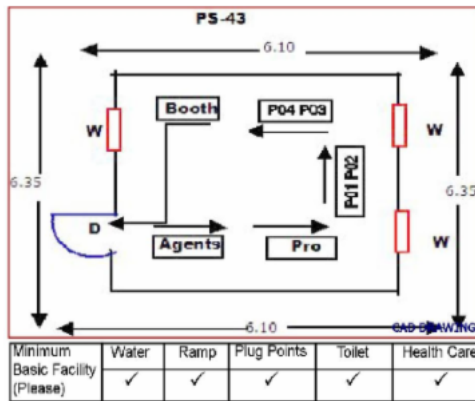 PS-43
6.10
Booth
P04 P03
W
W
6.35
P01 P02
6.35
D
Agents
Pro
W
6.10
CAD DRAWING
Minimum Basic Facility (Please) Water Ramp Plug Points Toilet Health Care
✓ ✓ ✓ ✓ ✓